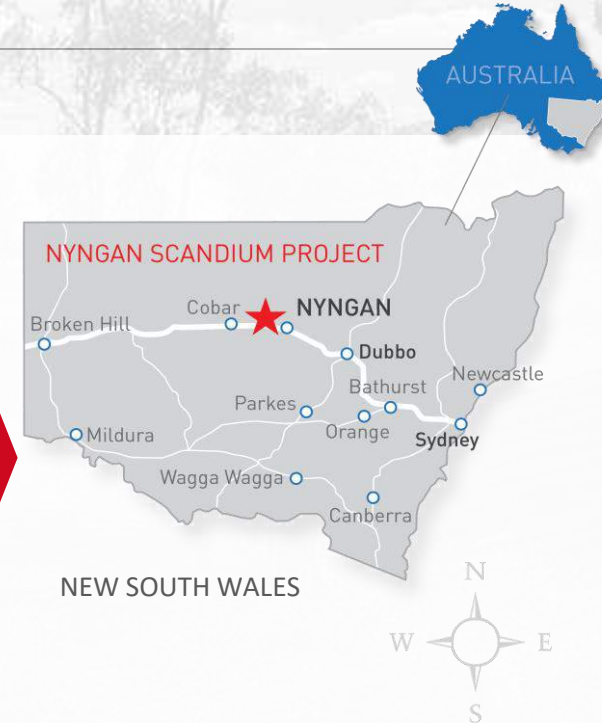 AUSTRALIA
NYNGAN SCANDIUM PROJECT
Cobar
NYNGAN
Broken Hill
Dubbo
Newcastle
Bathurst
Parkes
Orange
Sydney
Mildura
Wagga Wagga
Canberra
NEW SOUTH WALES
N
W
E
S